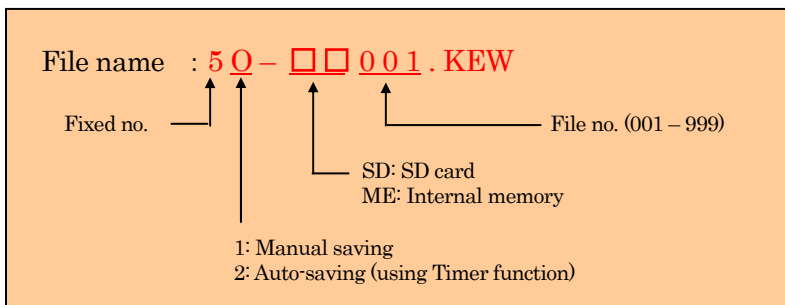 File name : 5 O – □□ 0 0 1 . KEW
Fixed no.
File no. (001 – 999)
SD: SD card
ME: Internal memory
1: Manual saving
2: Auto-saving (using Timer function)